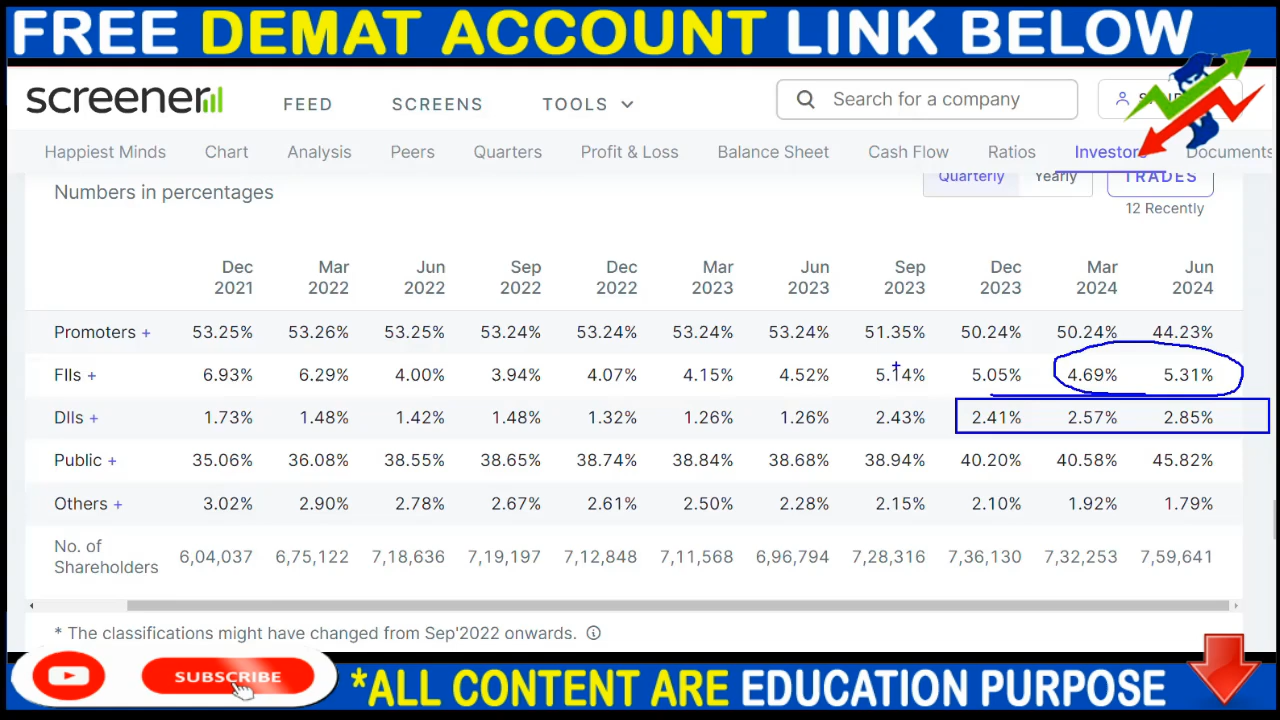 FREE DEMAT ACCOUNT LINK BELOW
screener FEED SCREENS TOOLS Search for a company
Happiest Minds Chart Analysis Peers Quarters Profit & Loss Balance Sheet Cash Flow Ratios Investors Documents
Numbers in percentages Quarterly Yearly TRADES
12 Recently
Dec 2021 Mar 2022 Jun 2022 Sep 2022 Dec 2022 Mar 2023 Jun 2023 Sep 2023 Dec 2023 Mar 2024 Jun 2024
Promoters + 53.25% 53.26% 53.25% 53.24% 53.24% 53.24% 53.24% 51.35% 50.24% 50.24% 44.23%
FIIs + 6.93% 6.29% 4.00% 3.94% 4.07% 4.15% 4.52% 5.14% 5.05% 4.69% 5.31%
DIIs + 1.73% 1.48% 1.42% 1.48% 1.32% 1.26% 1.26% 2.43% 2.41% 2.57% 2.85%
Public + 35.06% 36.08% 38.55% 38.65% 38.74% 38.84% 38.68% 38.94% 40.20% 40.58% 45.82%
Others + 3.02% 2.90% 2.78% 2.67% 2.61% 2.50% 2.28% 2.15% 2.10% 1.92% 1.79%
No. of Shareholders 6,04,037 6,75,122 7,18,636 7,19,197 7,12,848 7,11,568 6,96,794 7,28,316 7,36,130 7,32,253 7,59,641
* The classifications might have changed from Sep'2022 onwards.
SUBSCRIBE
*ALL CONTENT ARE EDUCATION PURPOSE